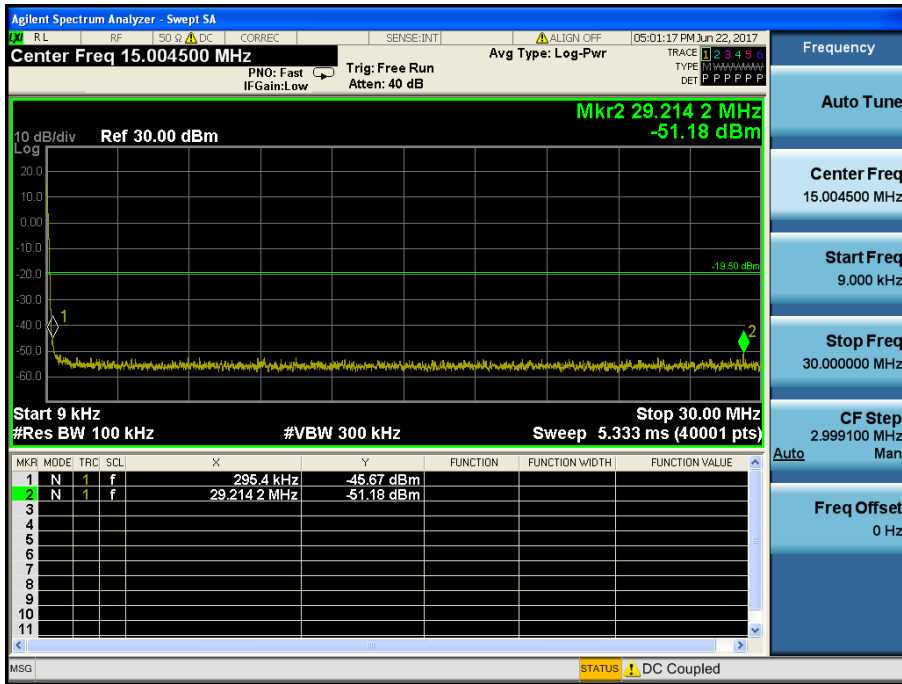 Agilent Spectrum Analyzer - Swept SA
LXI RL RF 50 Ω DC CORREC SENSE:INT ALIGN OFF 05:01:17 PM Jun 22, 2017
Center Freq 15.004500 MHz
PNO: Fast
IFGain:Low
Trig: Free Run
Atten: 40 dB
Avg Type: Log-Pwr
TRACE 1 2 3 4 5 6
TYPE MWWWWW
DET P P P P P P
Mkr2 29.214 2 MHz
-51.18 dBm
10 dB/div Ref 30.00 dBm
Log
20.0
10.0
0.00
-10.0
-19.50 dBm
-20.0
-30.0
-40.0
1
2
-50.0
-60.0
Start 9 kHz Stop 30.00 MHz
#Res BW 100 kHz #VBW 300 kHz Sweep 5.333 ms (40001 pts)
MKR MODE TRC SCL X Y FUNCTION FUNCTION WIDTH FUNCTION VALUE
1 N 1 f 295.4 kHz -45.67 dBm
2 N 1 f 29.214 2 MHz -51.18 dBm
3
4
5
6
7
8
9
10
11
MSG STATUS DC Coupled
Frequency
Auto Tune
Center Freq
15.004500 MHz
Start Freq
9.000 kHz
Stop Freq
30.000000 MHz
CF Step
2.999100 MHz
Auto Man
Freq Offset
0 Hz